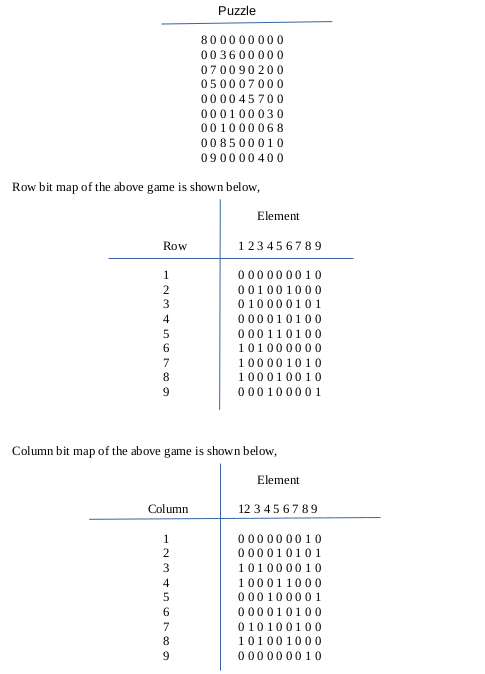 Puzzle
8 0 0 0 0 0 0 0 0
0 0 3 6 0 0 0 0 0
0 7 0 0 9 0 2 0 0
0 5 0 0 0 7 0 0 0
0 0 0 0 4 5 7 0 0
0 0 0 1 0 0 0 3 0
0 0 1 0 0 0 0 6 8
0 0 8 5 0 0 0 1 0
0 9 0 0 0 0 4 0 0
Row bit map of the above game is shown below,
Element
Row 1 2 3 4 5 6 7 8 9
1 0 0 0 0 0 0 0 1 0
2 0 0 1 0 0 1 0 0 0
3 0 1 0 0 0 0 1 0 1
4 0 0 0 0 1 0 1 0 0
5 0 0 0 1 1 0 1 0 0
6 1 0 1 0 0 0 0 0 0
7 1 0 0 0 0 1 0 1 0
8 1 0 0 0 1 0 0 1 0
9 0 0 0 1 0 0 0 0 1
Column bit map of the above game is shown below,
Element
Column 12 3 4 5 6 7 8 9
1 0 0 0 0 0 0 0 1 0
2 0 0 0 0 1 0 1 0 1
3 1 0 1 0 0 0 0 1 0
4 1 0 0 0 1 1 0 0 0
5 0 0 0 1 0 0 0 0 1
6 0 0 0 0 1 0 1 0 0
7 0 1 0 1 0 0 1 0 0
8 1 0 1 0 0 1 0 0 0
9 0 0 0 0 0 0 0 1 0